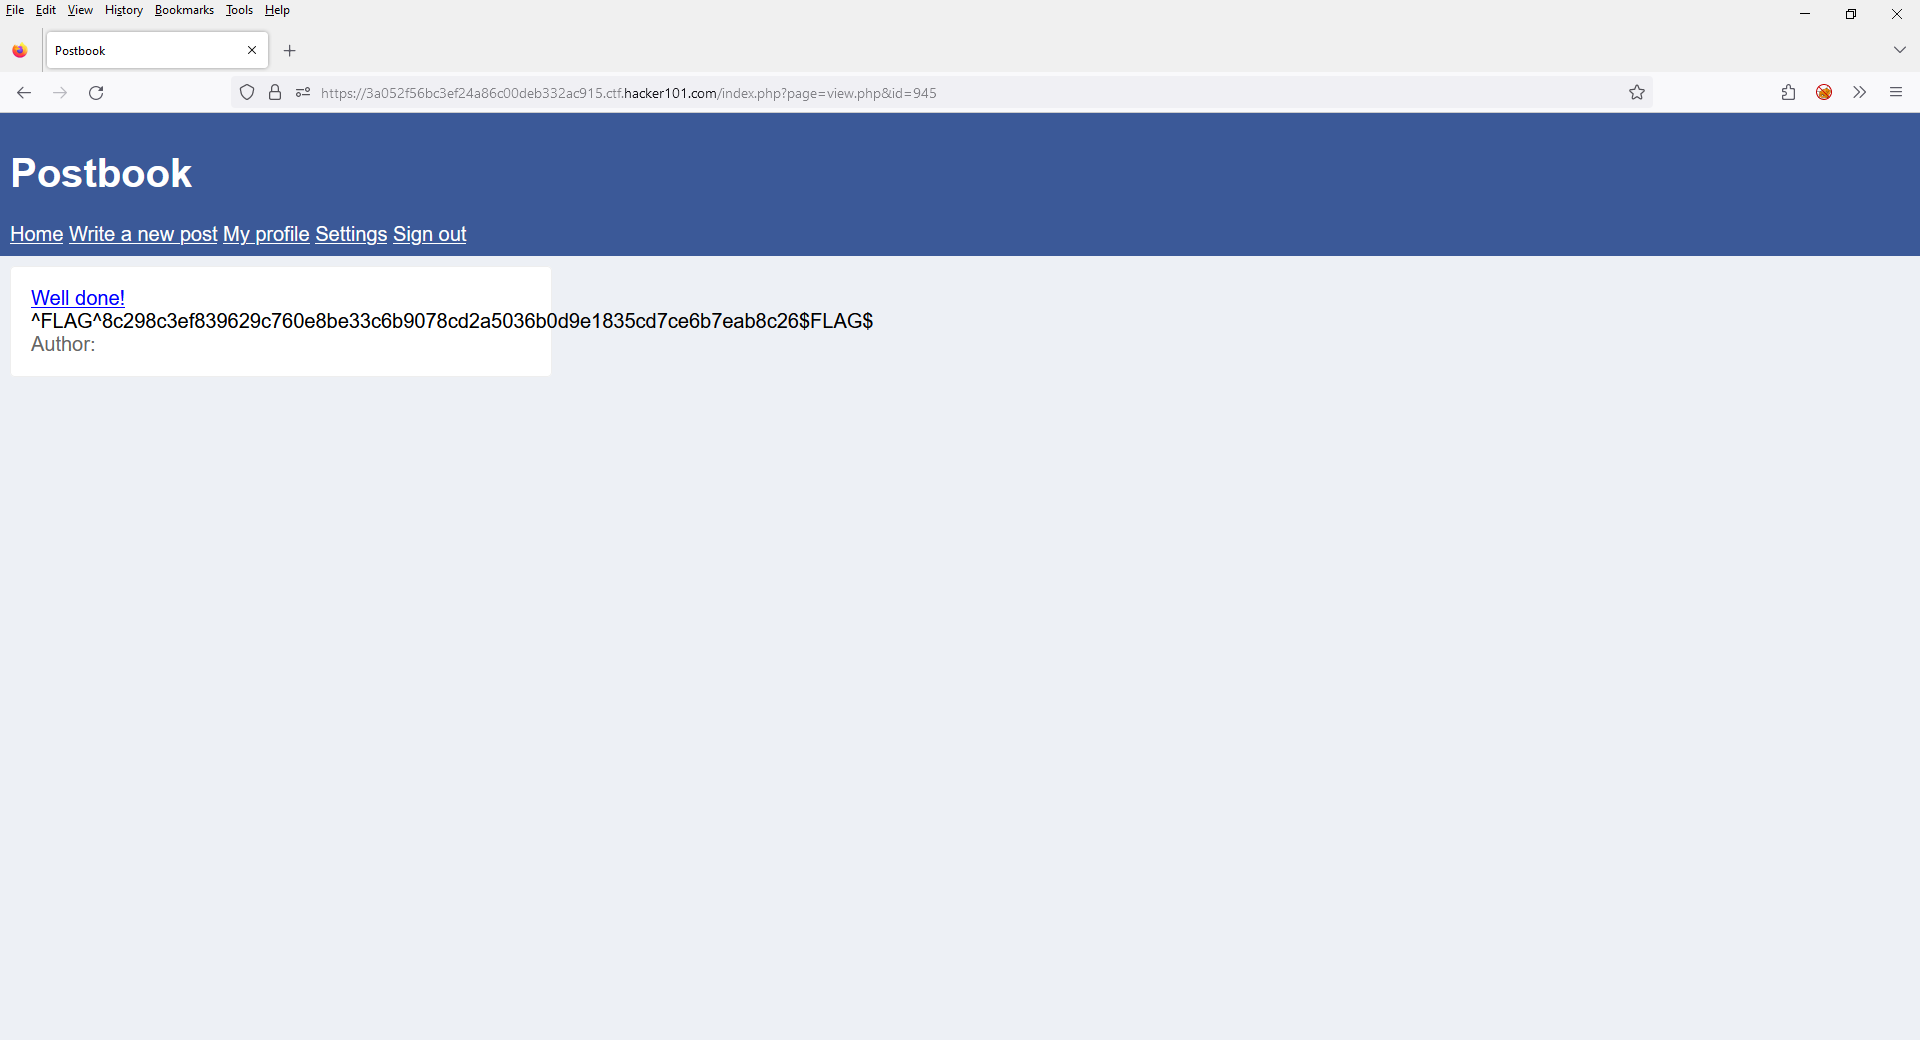 File Edit View History Bookmarks Tools Help
Postbook
https://3a052f56bc3ef24a86c00deb332ac915.ctf.hacker101.com/index.php?page=view.php&id=945
Postbook
Home Write a new post My profile Settings Sign out
Well done!
^FLAG^8c298c3ef839629c760e8be33c6b9078cd2a5036b0d9e1835cd7ce6b7eab8c26$FLAG$
Author: